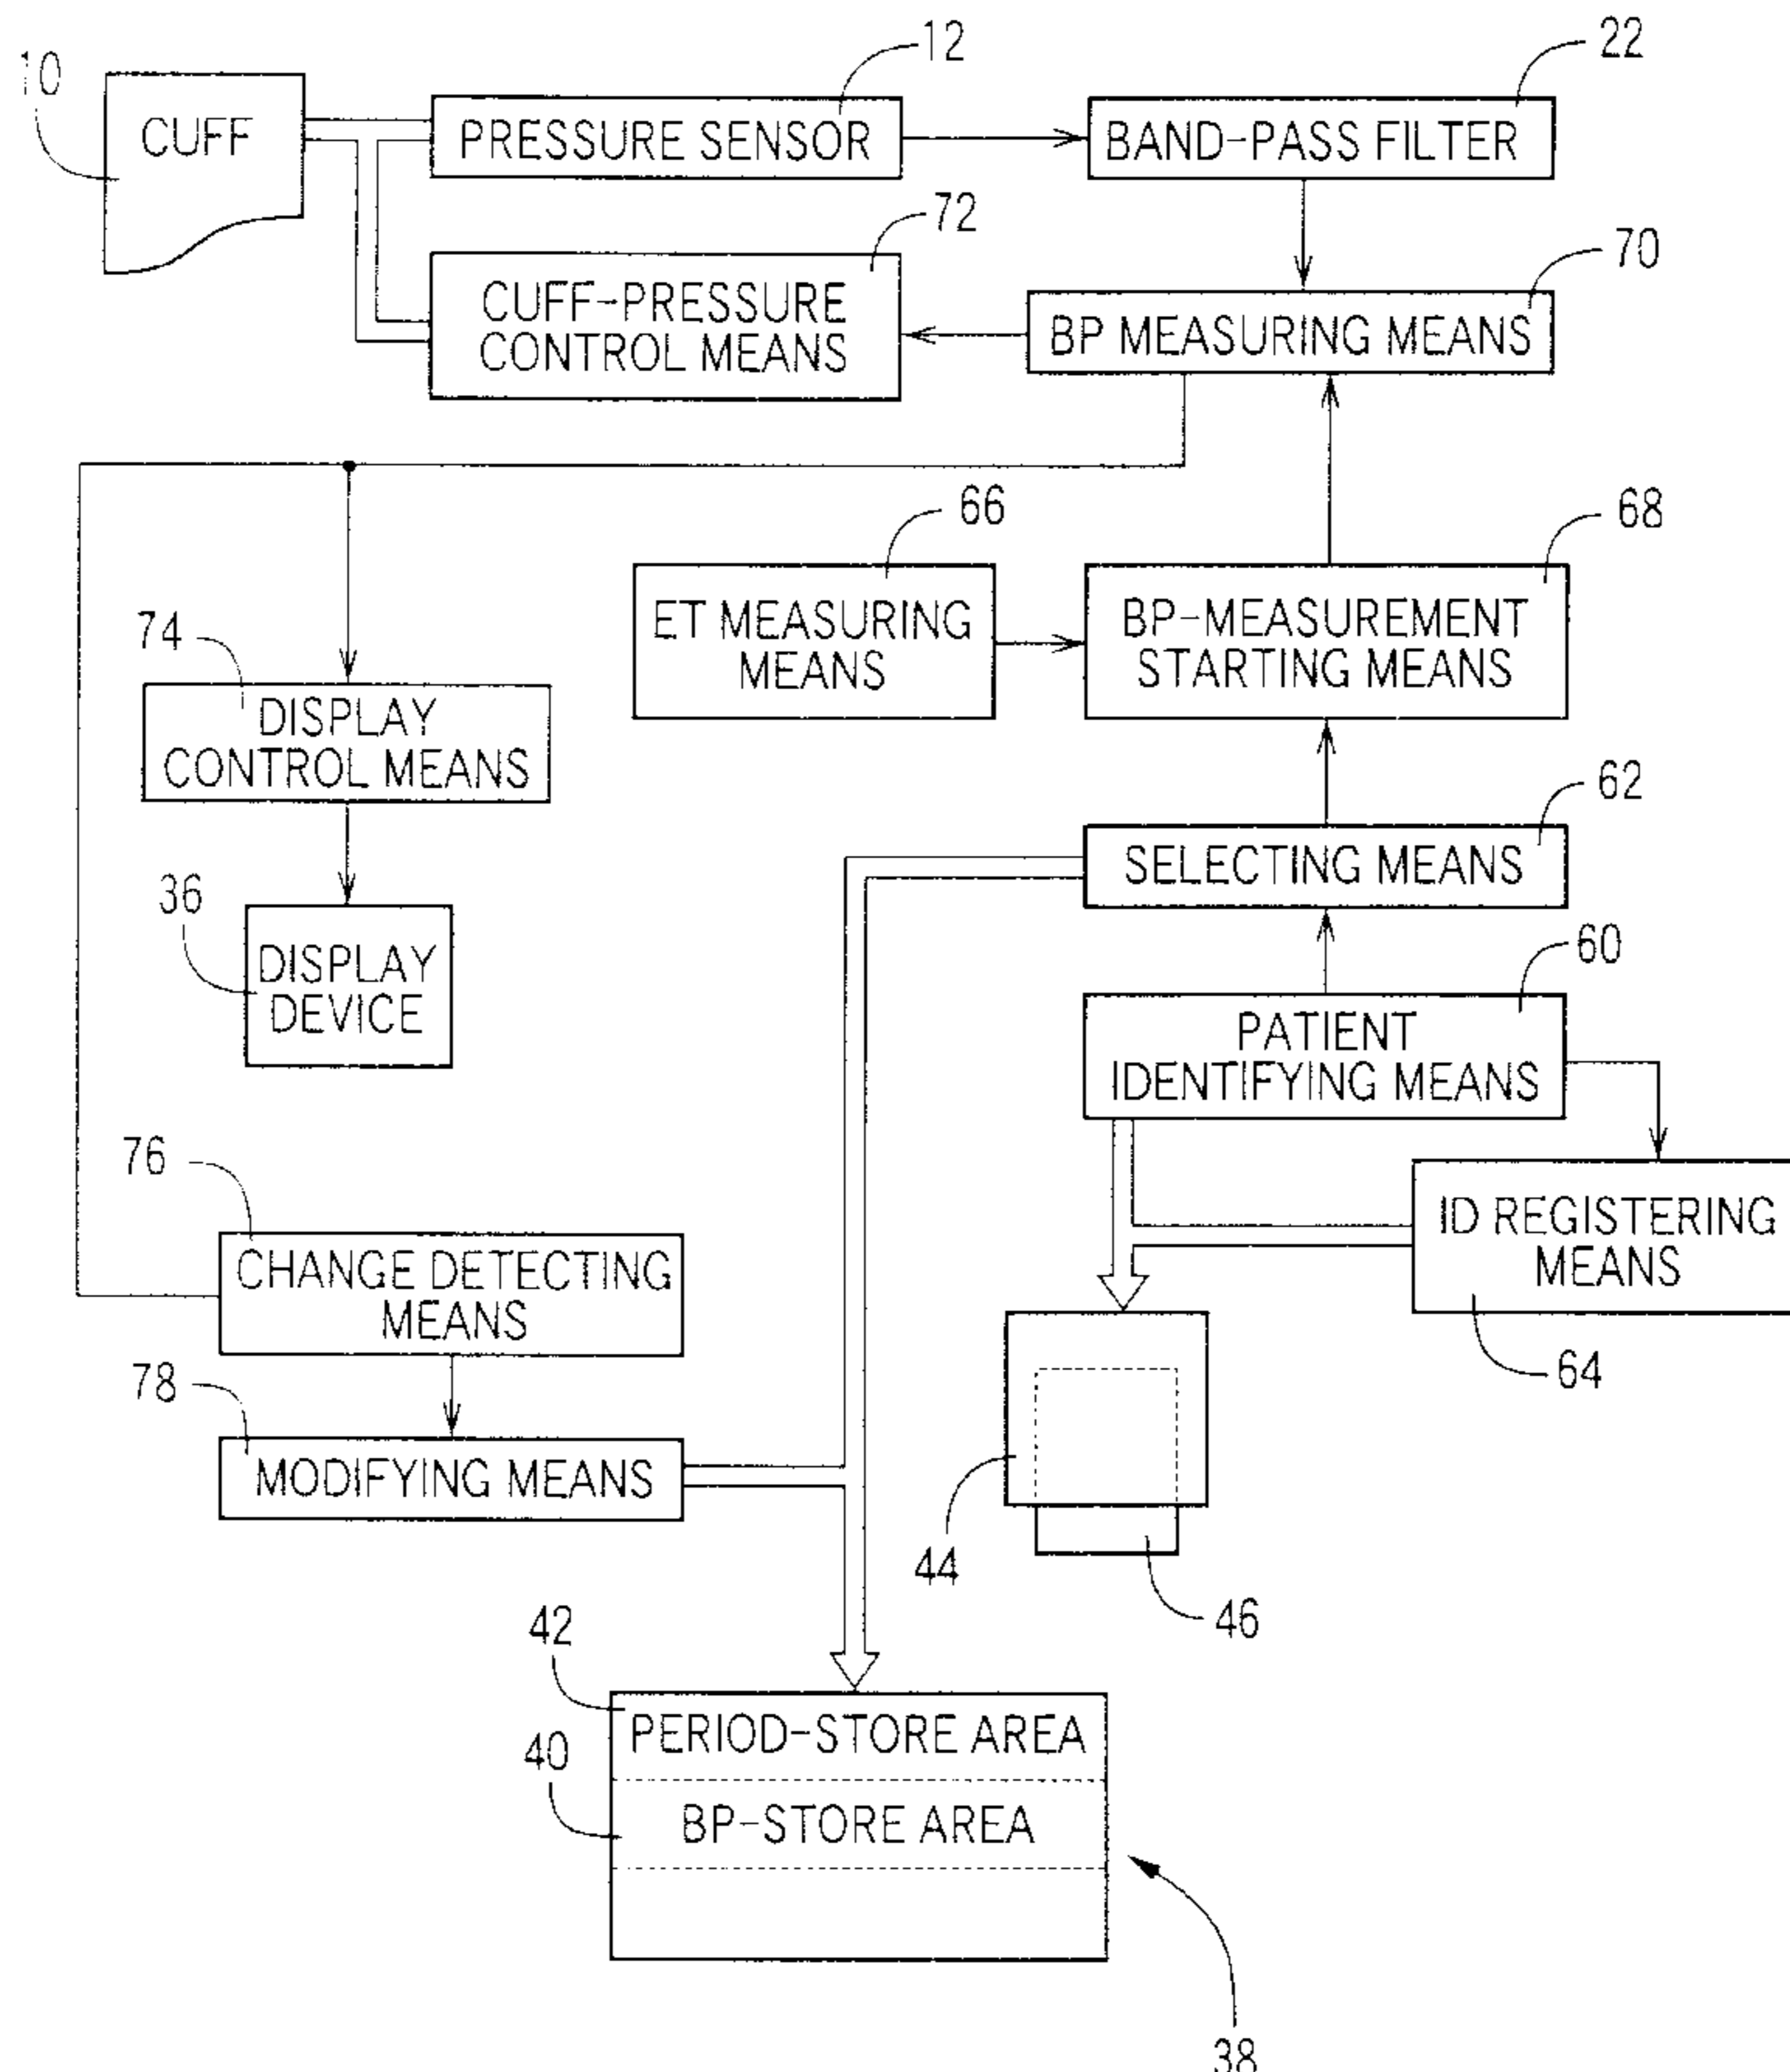 10
CUFF
12
PRESSURE SENSOR
22
BAND-PASS FILTER
72
CUFF-PRESSURE
CONTROL MEANS
70
BP MEASURING MEANS
66
ET MEASURING
MEANS
68
BP-MEASUREMENT
STARTING MEANS
74
DISPLAY
CONTROL MEANS
62
SELECTING MEANS
36
DISPLAY
DEVICE
60
PATIENT
IDENTIFYING MEANS
76
CHANGE DETECTING
MEANS
ID REGISTERING
MEANS
64
78
MODIFYING MEANS
44
46
42
PERIOD-STORE AREA
40
BP-STORE AREA
38